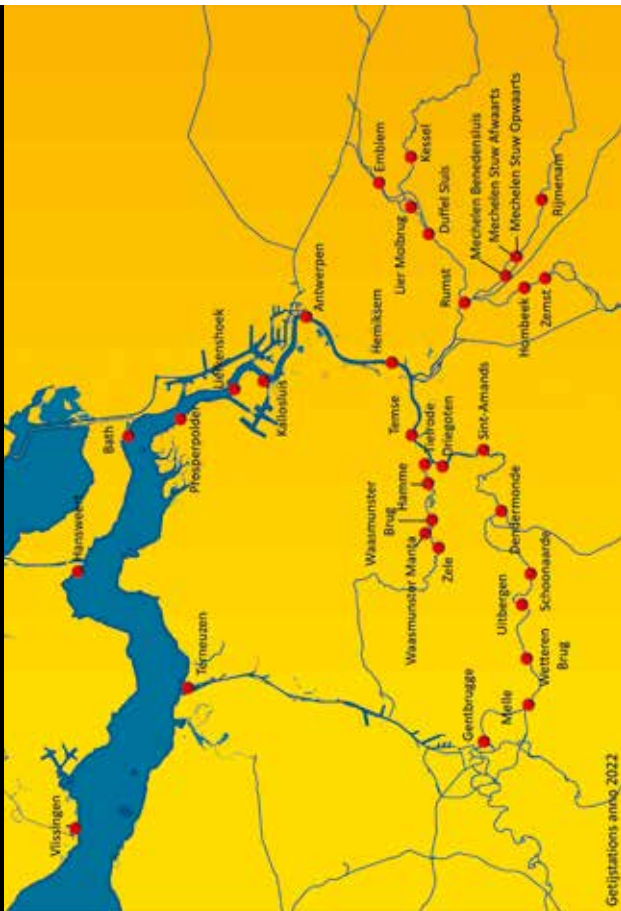 Vlissingen
Hansweert
Bath
Terneuzen
Prosperpolder
Liefkenshoek
Kallosluis
Antwerpen
Hemiksem
Temse
Waasmunster
Brug
Hamme
Tielrode
Driegoten
Waasmunster Manta
Zele
Emblem
Kessel
Lier Molbrug
Duffel Sluis
Rumst
Mechelen Benedensluis
Mechelen Stuw Afwaarts
Mechelen Stuw Opwaarts
Rijmenam
Hombeek
Zemst
Sint-Amands
Dendermonde
Schoonaarde
Uitbergen
Wetteren
Brug
Melle
Gentbrugge
Getijstations anno 2022